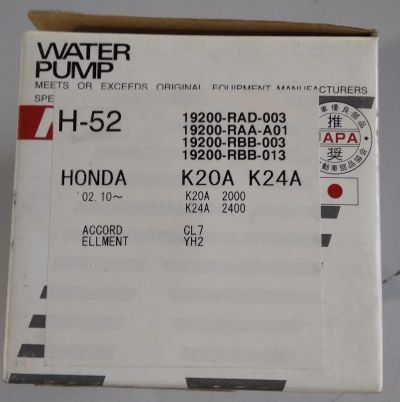 WATER
PUMP
MEETS OR EXCEEDS ORIGINAL EQUIPMENT MANUFACTURERS
SPE
H-52
19200-RAD-003
19200-RAA-A01
19200-RBB-003
19200-RBB-013
推
JAPA
奨
HONDA K20A K24A
'02.10～ K20A 2000
K24A 2400
ACCORD CL7
ELLMENT YH2